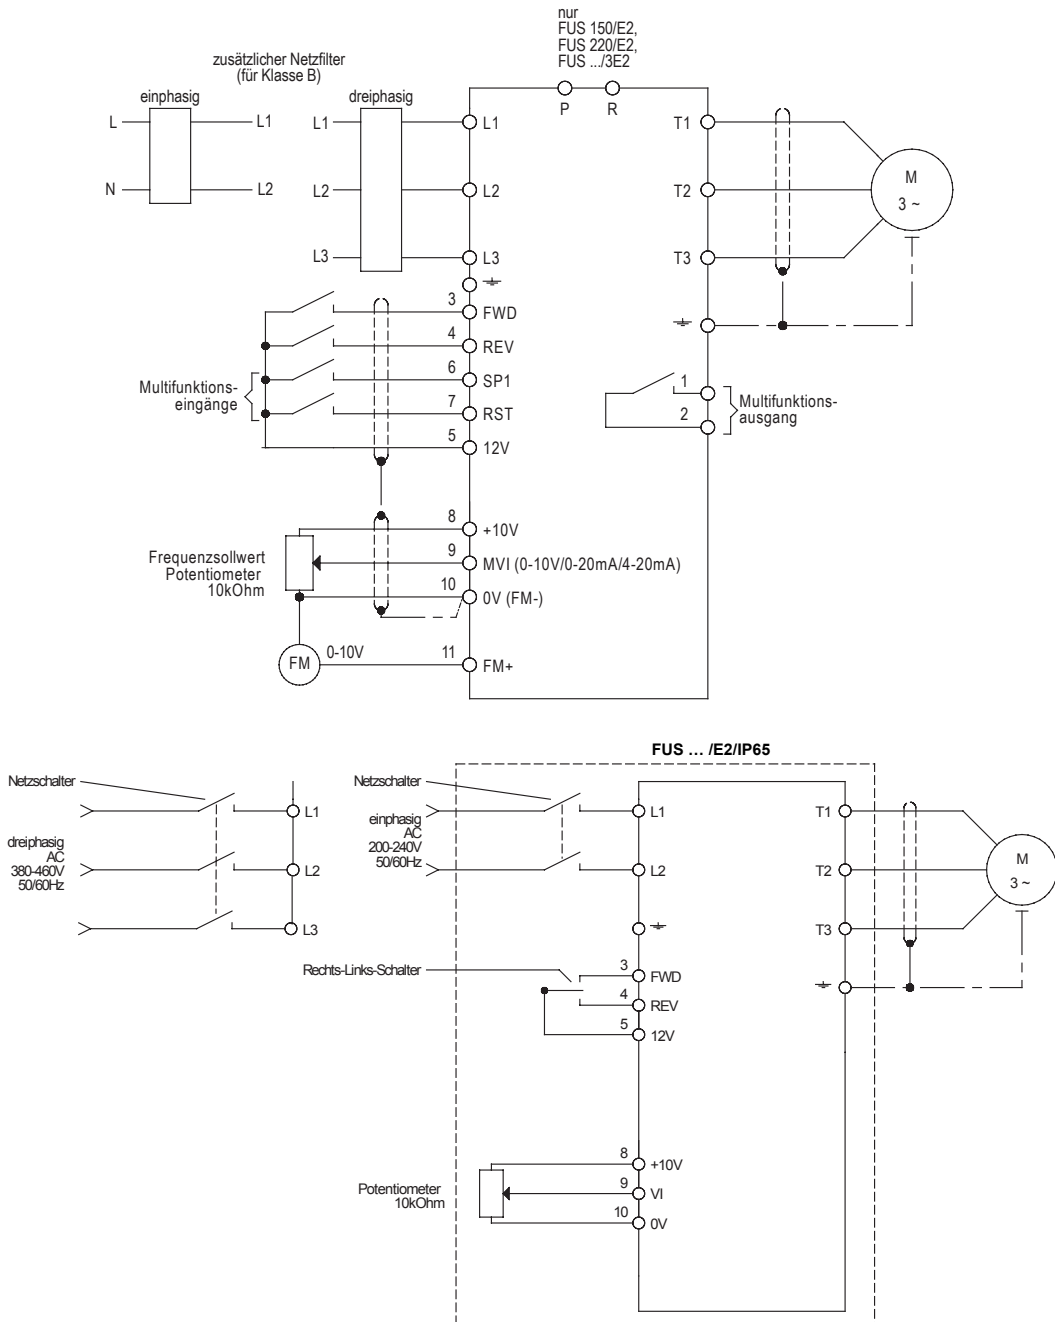 nur
FUS 150/E2,
FUS 220/E2,
FUS .../3E2
zusätzlicher Netzfilter
(für Klasse B)
einphasig
dreiphasig
P
R
L
L1
L1
L1
T1
N
L2
L2
L2
T2
M
3 ~
L3
L3
T3
3
FWD
4
REV
6
SP1
7
RST
5
12V
Multifunktions-
eingänge
1
2
Multifunktions-
ausgang
8
+10V
9
MVI (0-10V/0-20mA/4-20mA)
10
0V (FM-)
Frequenzsollwert
Potentiometer
10kOhm
FM
0-10V
11
FM+
FUS ... /E2/IP65
Netzschalter
Netzschalter
L1
L1
T1
dreiphasig
AC
380-460V
50/60Hz
einphasig
AC
200-240V
50/60Hz
L2
L2
T2
M
3 ~
L3
T3
Rechts-Links-Schalter
3
FWD
4
REV
5
12V
8
+10V
9
VI
10
0V
Potentiometer
10kOhm